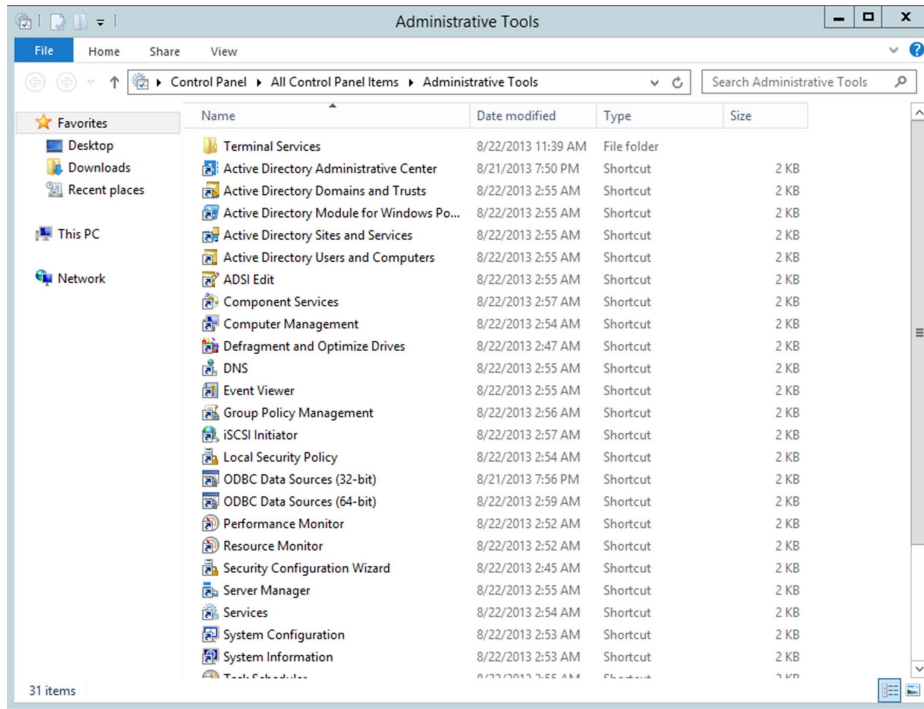 Administrative Tools
File Home Share View
Control Panel All Control Panel Items Administrative Tools Search Administrative Tools
Name Date modified Type Size
Favorites
Desktop
Downloads
Recent places
This PC
Network
Terminal Services 8/22/2013 11:39 AM File folder
Active Directory Administrative Center 8/21/2013 7:50 PM Shortcut 2 KB
Active Directory Domains and Trusts 8/22/2013 2:55 AM Shortcut 2 KB
Active Directory Module for Windows Po... 8/22/2013 2:55 AM Shortcut 2 KB
Active Directory Sites and Services 8/22/2013 2:55 AM Shortcut 2 KB
Active Directory Users and Computers 8/22/2013 2:55 AM Shortcut 2 KB
ADSI Edit 8/22/2013 2:55 AM Shortcut 2 KB
Component Services 8/22/2013 2:57 AM Shortcut 2 KB
Computer Management 8/22/2013 2:54 AM Shortcut 2 KB
Defragment and Optimize Drives 8/22/2013 2:47 AM Shortcut 2 KB
DNS 8/22/2013 2:55 AM Shortcut 2 KB
Event Viewer 8/22/2013 2:55 AM Shortcut 2 KB
Group Policy Management 8/22/2013 2:56 AM Shortcut 2 KB
iSCSI Initiator 8/22/2013 2:57 AM Shortcut 2 KB
Local Security Policy 8/22/2013 2:54 AM Shortcut 2 KB
ODBC Data Sources (32-bit) 8/21/2013 7:56 PM Shortcut 2 KB
ODBC Data Sources (64-bit) 8/22/2013 2:59 AM Shortcut 2 KB
Performance Monitor 8/22/2013 2:52 AM Shortcut 2 KB
Resource Monitor 8/22/2013 2:52 AM Shortcut 2 KB
Security Configuration Wizard 8/22/2013 2:45 AM Shortcut 2 KB
Server Manager 8/22/2013 2:55 AM Shortcut 2 KB
Services 8/22/2013 2:54 AM Shortcut 2 KB
System Configuration 8/22/2013 2:53 AM Shortcut 2 KB
System Information 8/22/2013 2:53 AM Shortcut 2 KB
31 items